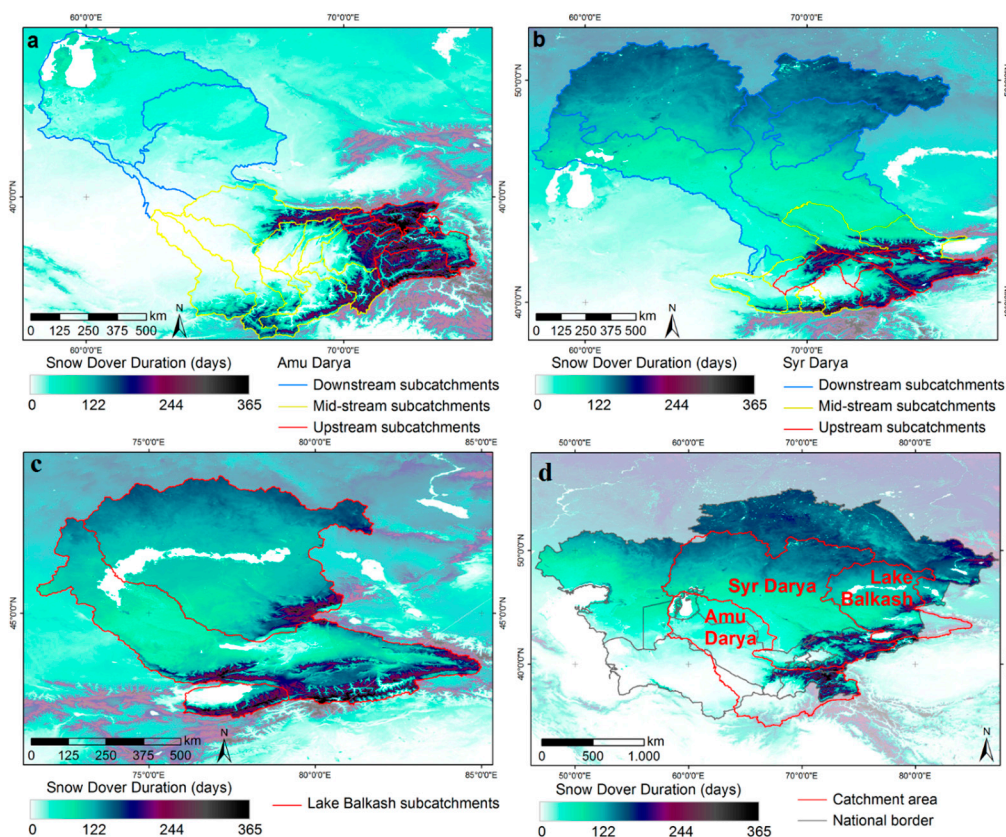 60°0'0"E 70°0'0"E
a
40°0'0"N
N
0 125 250 375 500 km
60°0'0"E 70°0'0"E
Snow Dover Duration (days)
0 122 244 365
Amu Darya
Downstream subcatchments
Mid-stream subcatchments
Upstream subcatchments
60°0'0"E 70°0'0"E
b
50°0'0"N
40°0'0"N
N
0 125 250 375 500 km
70°0'0"E
Snow Dover Duration (days)
0 122 244 365
Syr Darya
Downstream subcatchments
Mid-stream subcatchments
Upstream subcatchments
75°0'0"E 80°0'0"E 85°0'0"E
c
45°0'0"N
km
0 125 250 375 500
N
75°0'0"E 80°0'0"E 85°0'0"E
Snow Dover Duration (days)
0 122 244 365
Lake Balkash subcatchments
50°0'0"E 60°0'0"E 70°0'0"E 80°0'0"E
d
50°0'0"N
40°0'0"N
Syr Darya
Lake
Balkash
Amu
Darya
km
0 500 1.000
N
50°0'0"E 60°0'0"E 70°0'0"E 80°0'0"E
Snow Dover Duration (days)
0 122 244 365
Catchment area
National border